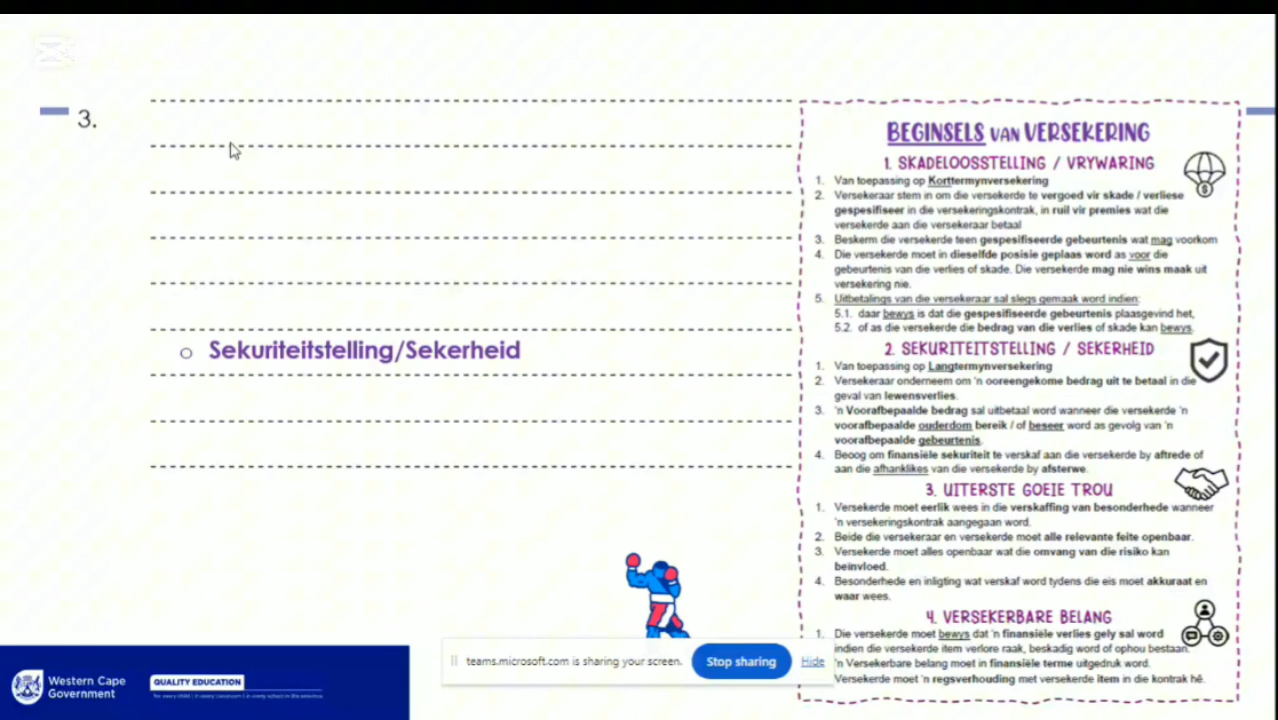 3.
Sekuriteitstelling/Sekerheid
BEGINSELS VAN VERSEKERING
1. SKADELOOSSTELLING / VRYWARING
1. Van toepassing op Korttermynversekering
2. Versekeraar stem in om die versekerde te vergoed vir skade / verliese
gespesifiseer in die versekeringskontrak, in ruil vir premies wat die
versekerde aan die versekeraar betaal
3. Beskerm die versekerde teen gespesifiseerde gebeurtenis wat mag voorkom
4. Die versekerde moet in dieselfde posisie geplaas word as voor die
gebeurtenis van die verlies of skade. Die versekerde mag nie wins maak uit
versekering nie.
5. Uitbetalings van die versekeraar sal slegs gemaak word indien:
5.1. daar bewys is dat die gespesifiseerde gebeurtenis plaasgevind het,
5.2. of as die versekerde die bedrag van die verlies of skade kan bewys.
2. SEKURITEITSTELLING / SEKERHEID
1. Van toepassing op Langtermynversekering
2. Versekeraar onderneem om 'n ooreengekome bedrag uit te betaal in die
geval van lewensverlies.
3. 'n Voorafbepaalde bedrag sal uitbetaal word wanneer die versekerde 'n
voorafbepaalde ouderdom bereik / of beseer word as gevolg van 'n
voorafbepaalde gebeurtenis.
4. Beoog om finansiële sekuriteit te verskaf aan die versekerde by aftrede of
aan die afhanklikes van die versekerde by afsterwe.
3. UITERSTE GOEIE TROU
1. Versekerde moet eerlik wees in die verskaffing van besonderhede wanneer
'n versekeringskontrak aangegaan word.
2. Beide die versekeraar en versekerde moet alle relevante feite openbaar.
3. Versekerde moet alles openbaar wat die omvang van die risiko kan
beïnvloed.
4. Besonderhede en inligting wat verskaf word tydens die eis moet akkuraat en
waar wees.
4. VERSEKERBARE BELANG
1. Die versekerde moet bewys dat 'n finansiële verlies gely sal word
indien die versekerde item verlore raak, beskadig word of ophou bestaan.
'n Versekerbare belang moet in finansiële terme uitgedruk word.
Versekerde moet 'n regsverhouding met versekerde item in die kontrak hê.
teams.microsoft.com is sharing your screen.
Stop sharing
Hide
Western Cape
Government
QUALITY EDUCATION